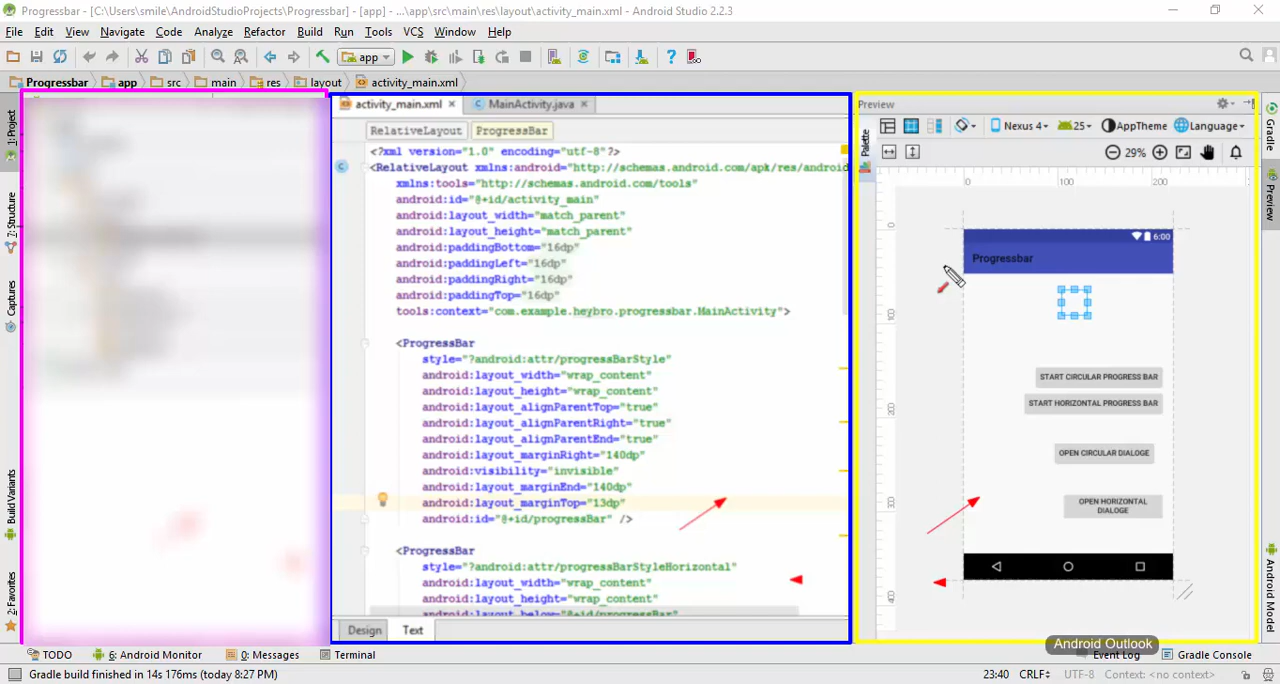 Progressbar - [C:\Users\smile\AndroidStudioProjects\Progressbar] - [app] - ...\app\src\main\res\layout\activity_main.xml - Android Studio 2.2.3
File Edit View Navigate Code Analyze Refactor Build Run Tools VCS Window Help
app
Progressbar app src main res layout activity_main.xml
1: Project
7: Structure
Captures
Build Variants
2: Favorites
activity_main.xml MainActivity.java
RelativeLayout ProgressBar
<?xml version="1.0" encoding="utf-8"?>
<RelativeLayout xmlns:android="http://schemas.android.com/apk/res/android
xmlns:tools="http://schemas.android.com/tools"
android:id="@+id/activity_main"
android:layout_width="match_parent"
android:layout_height="match_parent"
android:paddingBottom="16dp"
android:paddingLeft="16dp"
android:paddingRight="16dp"
android:paddingTop="16dp"
tools:context="com.example.heybro.progressbar.MainActivity">
<ProgressBar
style="?android:attr/progressBarStyle"
android:layout_width="wrap_content"
android:layout_height="wrap_content"
android:layout_alignParentTop="true"
android:layout_alignParentRight="true"
android:layout_alignParentEnd="true"
android:layout_marginRight="140dp"
android:visibility="invisible"
android:layout_marginEnd="140dp"
android:layout_marginTop="13dp"
android:id="@+id/progressBar" />
<ProgressBar
style="?android:attr/progressBarStyleHorizontal"
android:layout_width="wrap_content"
android:layout_height="wrap_content"
android:layout_below="@+id/progressBar"
Design Text
Preview
Palette
Nexus 4 25 AppTheme Language
29%
0 100 200
0
100
200
300
400
6:00
Progressbar
START CIRCULAR PROGRESS BAR
START HORIZONTAL PROGRESS BAR
OPEN CIRCULAR DIALOGE
OPEN HORIZONTAL
DIALOGE
Gradle
Preview
Android Model
Android Outlook
TODO 6: Android Monitor 0: Messages Terminal Event Log Gradle Console
Gradle build finished in 14s 176ms (today 8:27 PM) 23:40 CRLF UTF-8 Context: <no context>